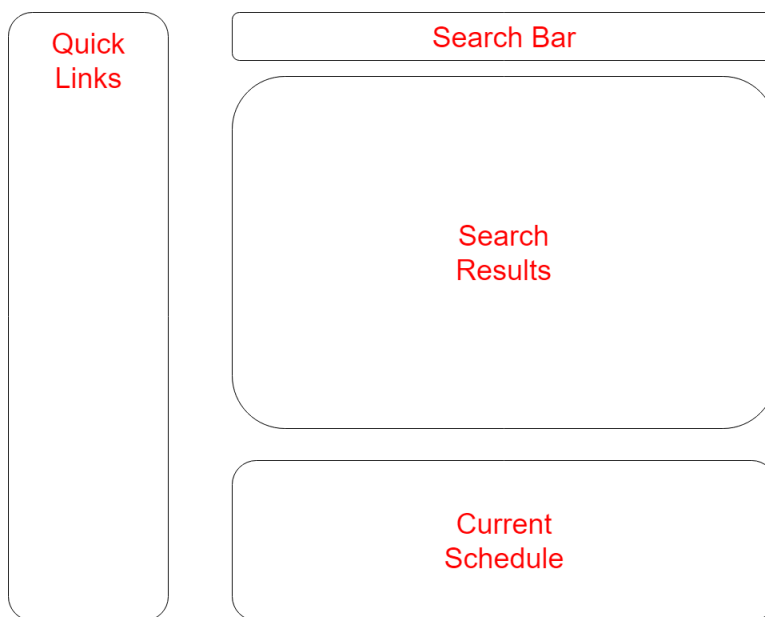 Quick
Links
Search Bar
Search
Results
Current
Schedule